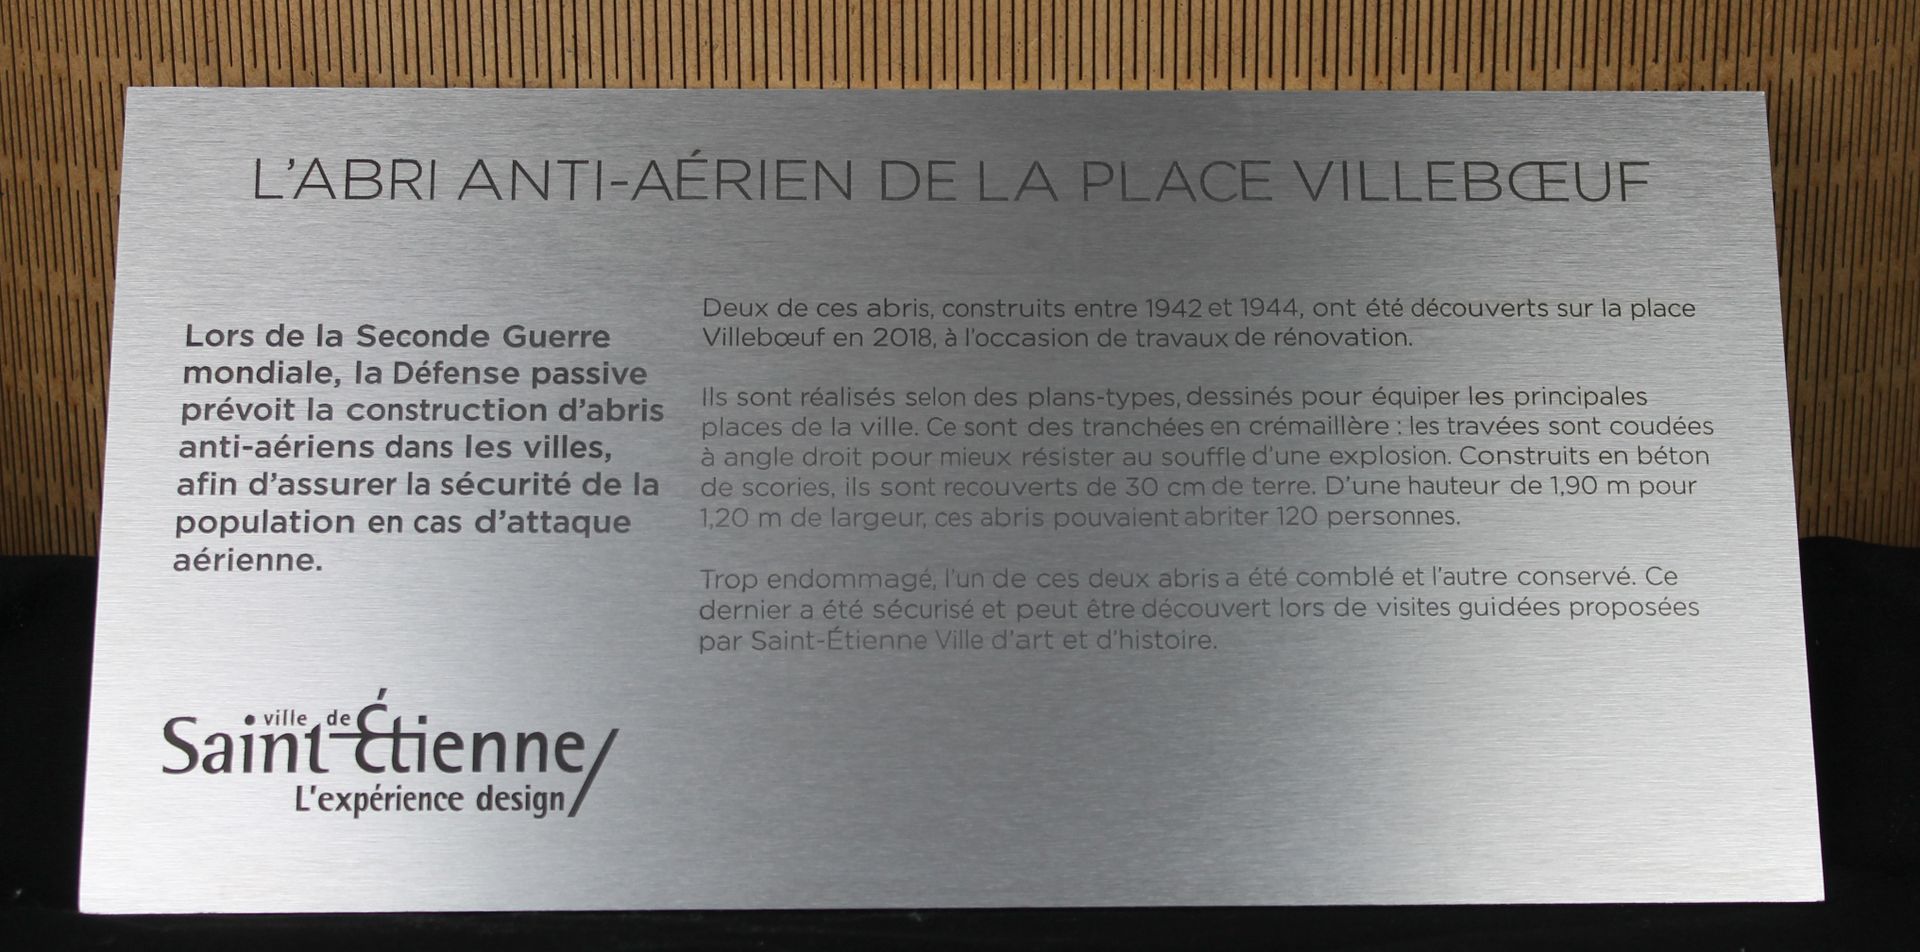 L'ABRI ANTI-AÉRIEN DE LA PLACE VILLEBŒUF
Lors de la Seconde Guerre
mondiale, la Défense passive
prévoit la construction d'abris
anti-aériens dans les villes,
afin d'assurer la sécurité de la
population en cas d'attaque
aérienne.
Deux de ces abris, construits entre 1942 et 1944, ont été découverts sur la place
Villebœuf en 2018, à l'occasion de travaux de rénovation.
Ils sont réalisés selon des plans-types, dessinés pour équiper les principales
places de la ville. Ce sont des tranchées en crémaillère : les travées sont coudées
à angle droit pour mieux résister au souffle d'une explosion. Construits en béton
de scories, ils sont recouverts de 30 cm de terre. D'une hauteur de 1,90 m pour
1,20 m de largeur, ces abris pouvaient abriter 120 personnes.
Trop endommagé, l'un de ces deux abris a été comblé et l'autre conservé. Ce
dernier a été sécurisé et peut être découvert lors de visites guidées proposées
par Saint-Étienne Ville d'art et d'histoire.
ville de
Saint-Étienne
L'expérience design